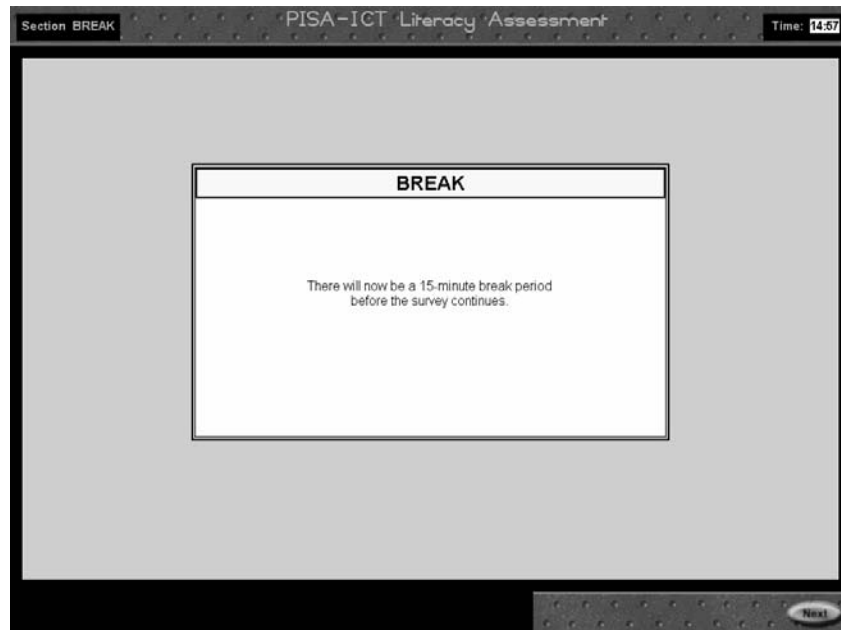 Section BREAK
PISA-ICT Literacy Assessment
Time: 14:57
BREAK
There will now be a 15-minute break period
before the survey continues.
Next